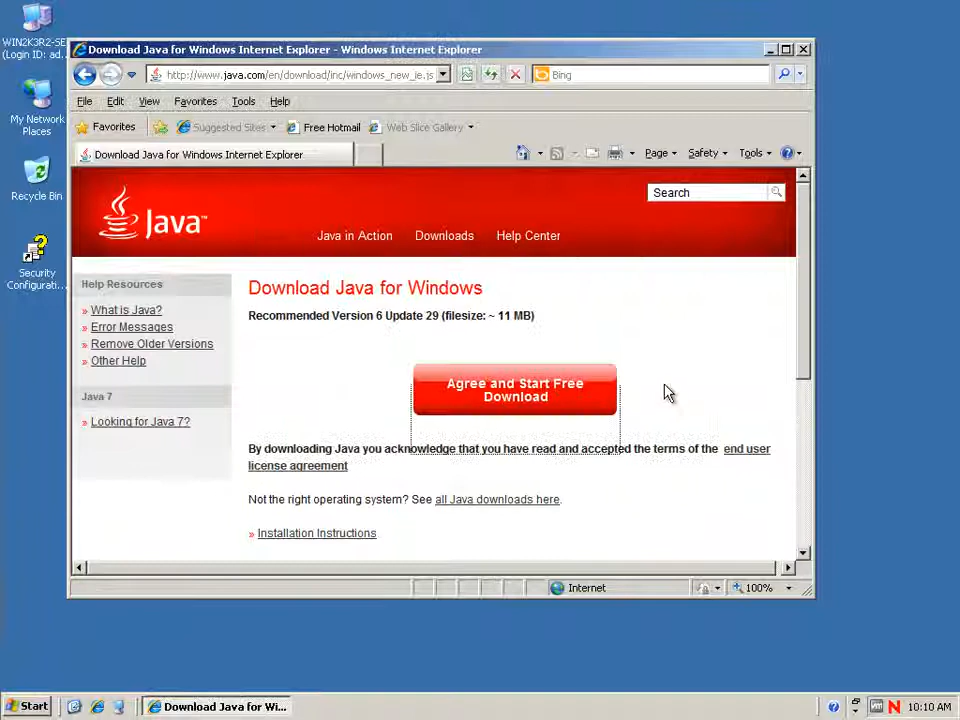 WIN2K3R2-SE
(Login ID: ad...
My Network
Places
Recycle Bin
Security
Configurati...
Download Java for Windows Internet Explorer - Windows Internet Explorer
http://www.java.com/en/download/inc/windows_new_ie.js
Bing
File Edit View Favorites Tools Help
Favorites Suggested Sites Free Hotmail Web Slice Gallery
Download Java for Windows Internet Explorer
Page Safety Tools
Search
Java™
Java in Action Downloads Help Center
Help Resources
» What is Java?
» Error Messages
» Remove Older Versions
» Other Help
Java 7
» Looking for Java 7?
Download Java for Windows
Recommended Version 6 Update 29 (filesize: ~ 11 MB)
Agree and Start Free
Download
By downloading Java you acknowledge that you have read and accepted the terms of the end user
license agreement
Not the right operating system? See all Java downloads here.
» Installation Instructions
Internet
100%
Start
Download Java for Wi...
10:10 AM